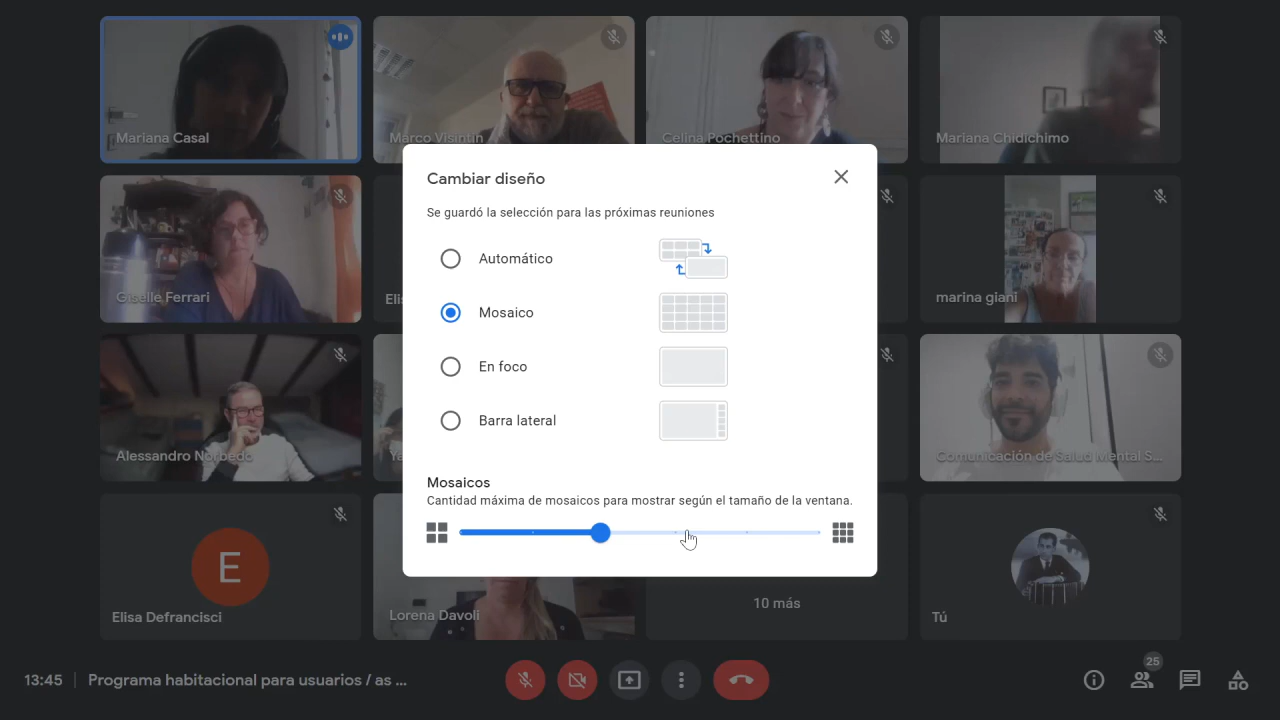 Mariana Casal
Marco Visintin
Celina Pochettino
Mariana Chidichimo
Cambiar diseño
Se guardó la selección para las próximas reuniones
Automático
Mosaico
En foco
Barra lateral
Mosaicos
Cantidad máxima de mosaicos para mostrar según el tamaño de la ventana.
Giselle Ferrari
Elis
marina giani
Alessandro Norbedo
Ya
Comunicación de Salud Mental S...
E
Elisa Defrancisci
Lorena Davoli
10 más
Tú
13:45
Programa habitacional para usuarios / as ...
25